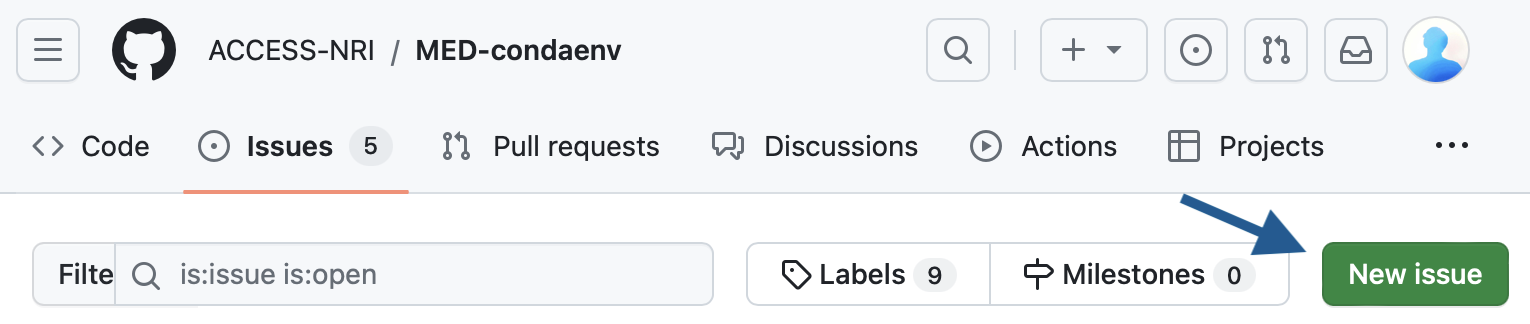 ACCESS-NRI / MED-condaenv
Code Issues 5 Pull requests Discussions Actions Projects
Filte is:issue is:open Labels 9 Milestones 0 New issue